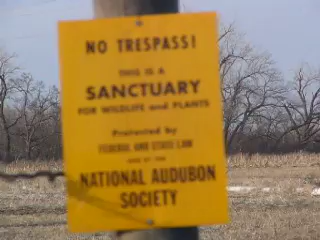 NO TRESPASS!
THIS IS A
SANCTUARY
FOR WILDLIFE and PLANTS
Protected by
FEDERAL AND STATE LAW
NATIONAL AUDUBON
SOCIETY